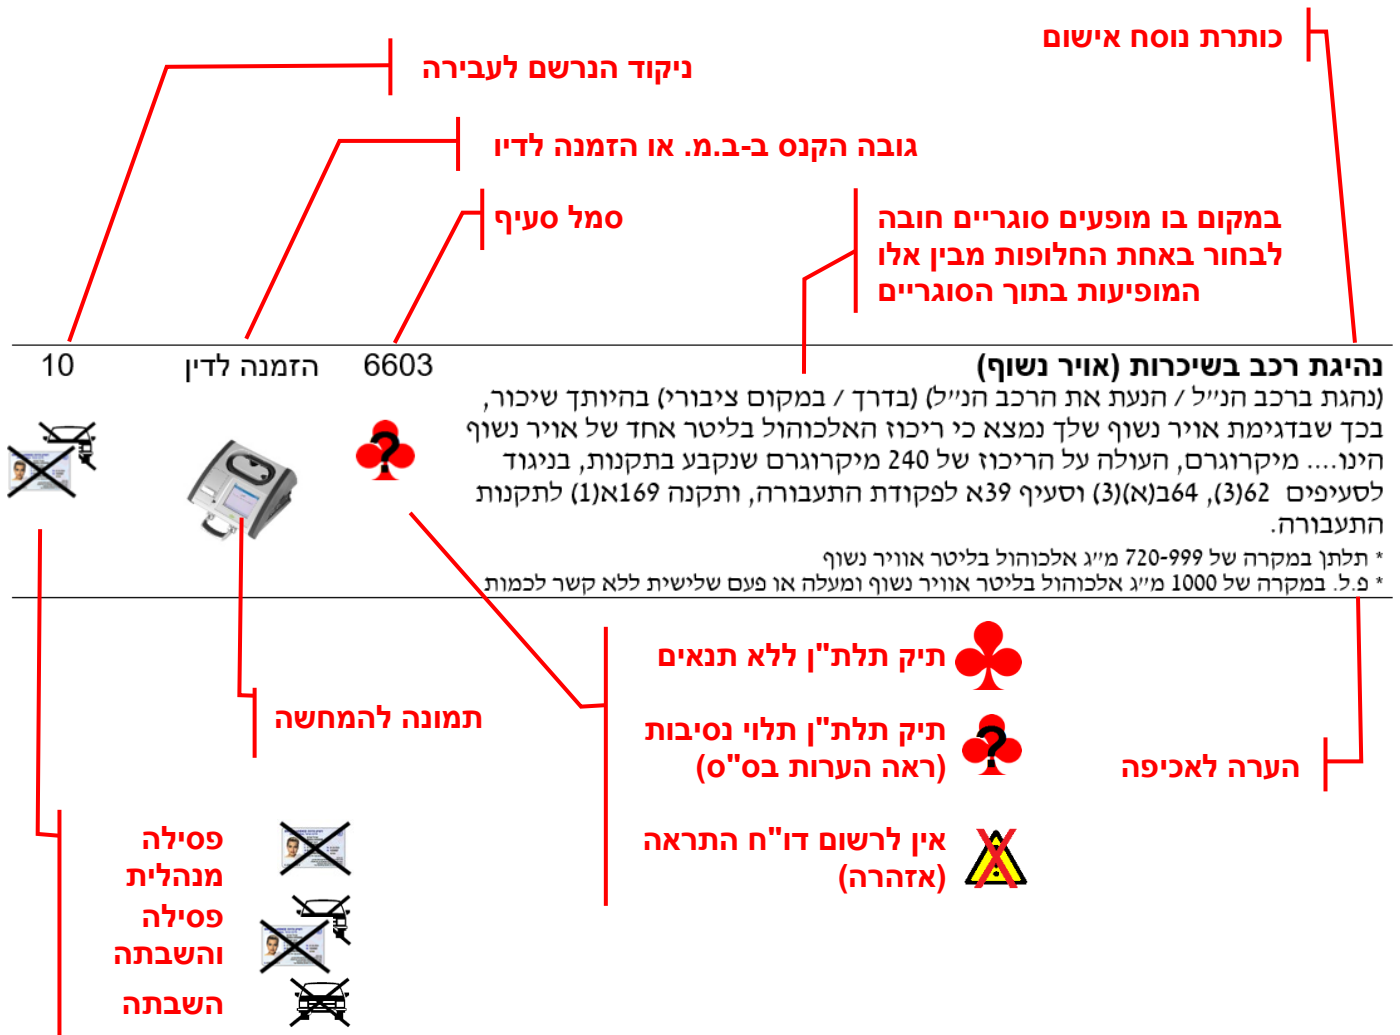 כותרת נוסח אישום
ניקוד הנרשם לעבירה
גובה הקנס ב-ב.מ. או הזמנה לדיו
סמל סעיף
במקום בו מופעים סוגריים חובה
לבחור באחת החלופות מבין אלו
המופיעות בתוך הסוגריים
נהיגת רכב בשיכרות (אויר נשוף) 6603 הזמנה לדין 10
(נהגת ברכב הנ״ל / הנעת את הרכב הנ״ל) (בדרך / במקום ציבורי) בהיותך שיכור,
בכך שבדגימת אויר נשוף שלך נמצא כי ריכוז האלכוהול בליטר אחד של אויר נשוף
הינו.... מיקרוגרם, העולה על הריכוז של 240 מיקרוגרם שנקבע בתקנות, בניגוד
לסעיפים 62(3), 64ב(א)(3) וסעיף 39א לפקודת התעבורה, ותקנה 169א(1) לתקנות
התעבורה.
* תלתן במקרה של 720-999 מ״ג אלכוהול בליטר אוויר נשוף
* פ.ל. במקרה של 1000 מ״ג אלכוהול בליטר אוויר נשוף ומעלה או פעם שלישית ללא קשר לכמות
תיק תלת"ן ללא תנאים
תיק תלת"ן תלוי נסיבות
(ראה הערות בס"ס)
אין לרשום דו"ח התראה
(אזהרה)
הערה לאכיפה
תמונה להמחשה
פסילה
מנהלית
פסילה
והשבתה
השבתה